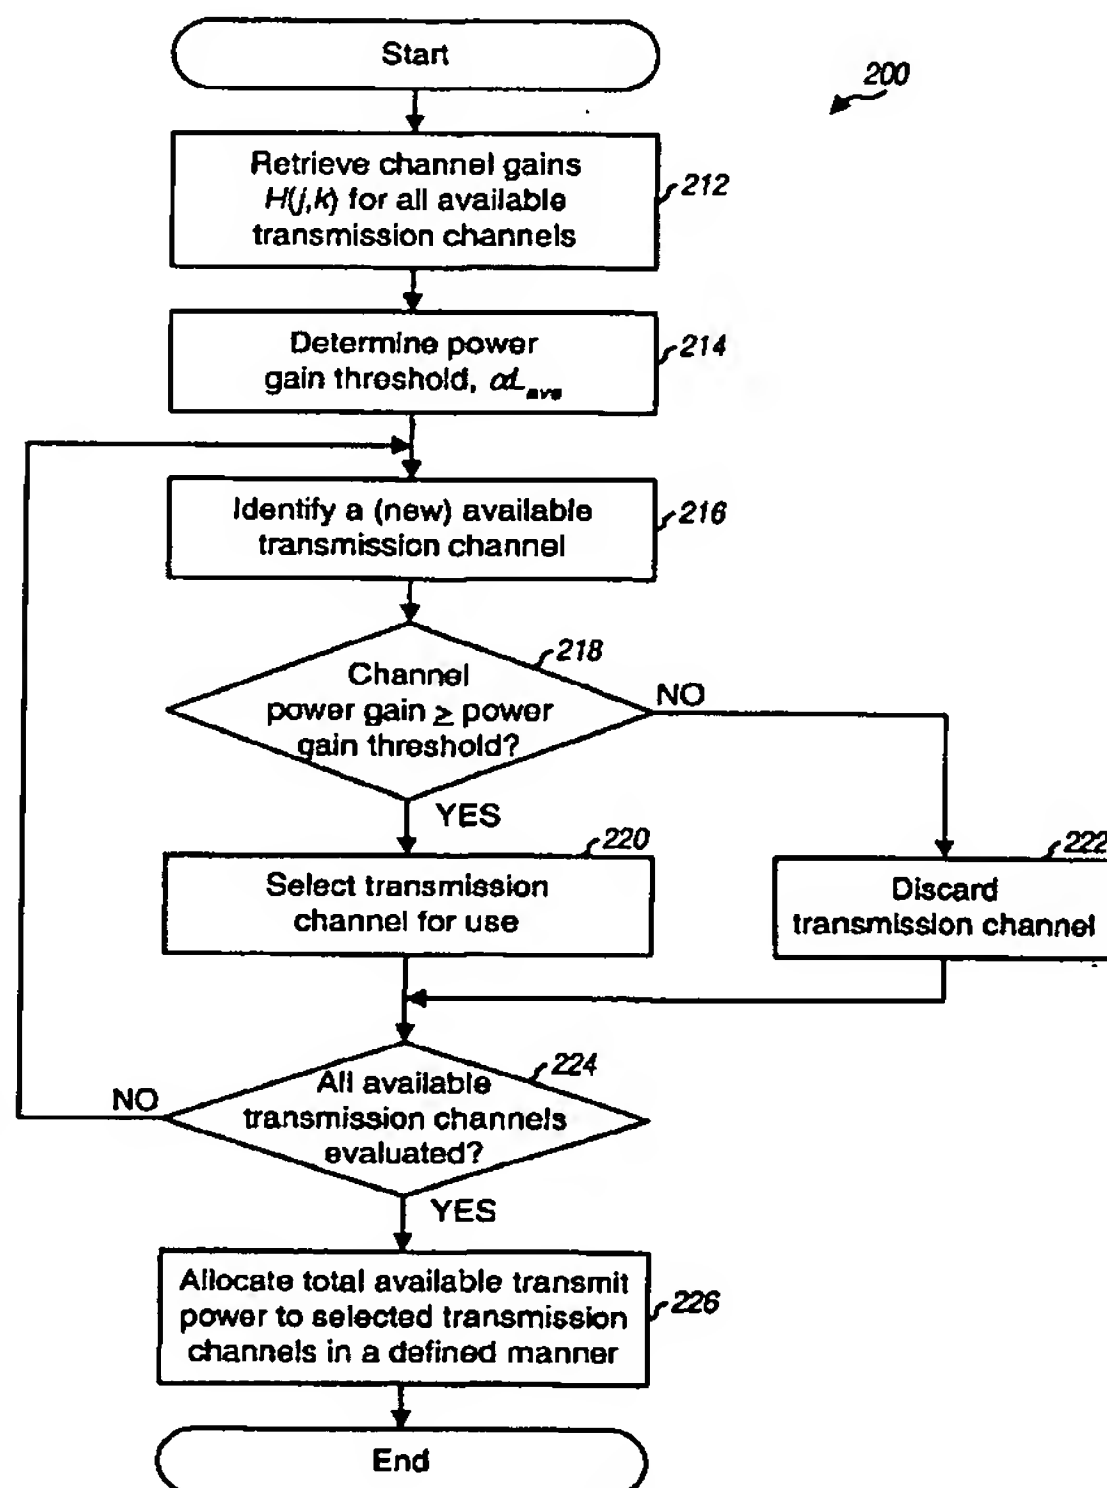 Start
200
Retrieve channel gains
H(j,k) for all available
transmission channels
212
Determine power
gain threshold, αL_ave
214
Identify a (new) available
transmission channel
216
218
Channel
power gain ≥ power
gain threshold?
NO
YES
220
Select transmission
channel for use
222
Discard
transmission channel
224
All available
transmission channels
evaluated?
NO
YES
Allocate total available transmit
power to selected transmission
channels in a defined manner
226
End